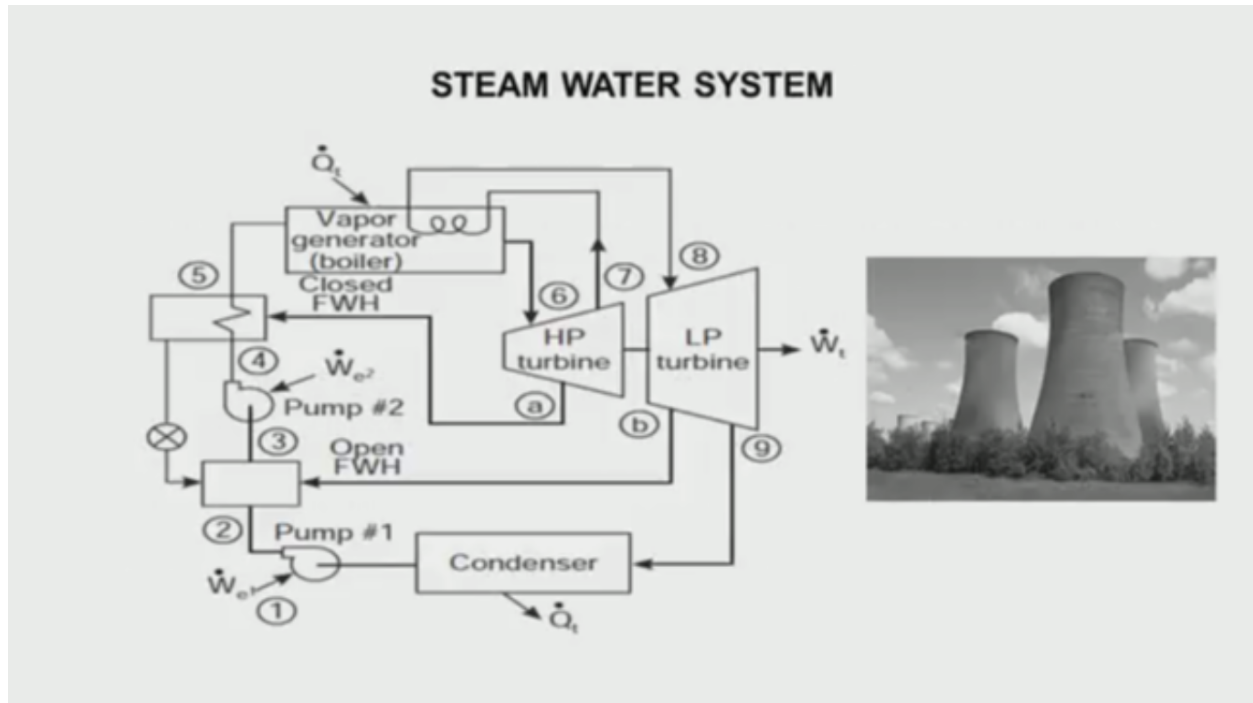 STEAM WATER SYSTEM
Q̇t
Vapor
generator
(boiler)
Closed
FWH
5
6
7
8
HP
turbine
LP
turbine
Ẇt
4
Ẇe2
Pump #2
a
b
3
Open
FWH
9
2
Pump #1
Condenser
Ẇe1
1
Q̇t